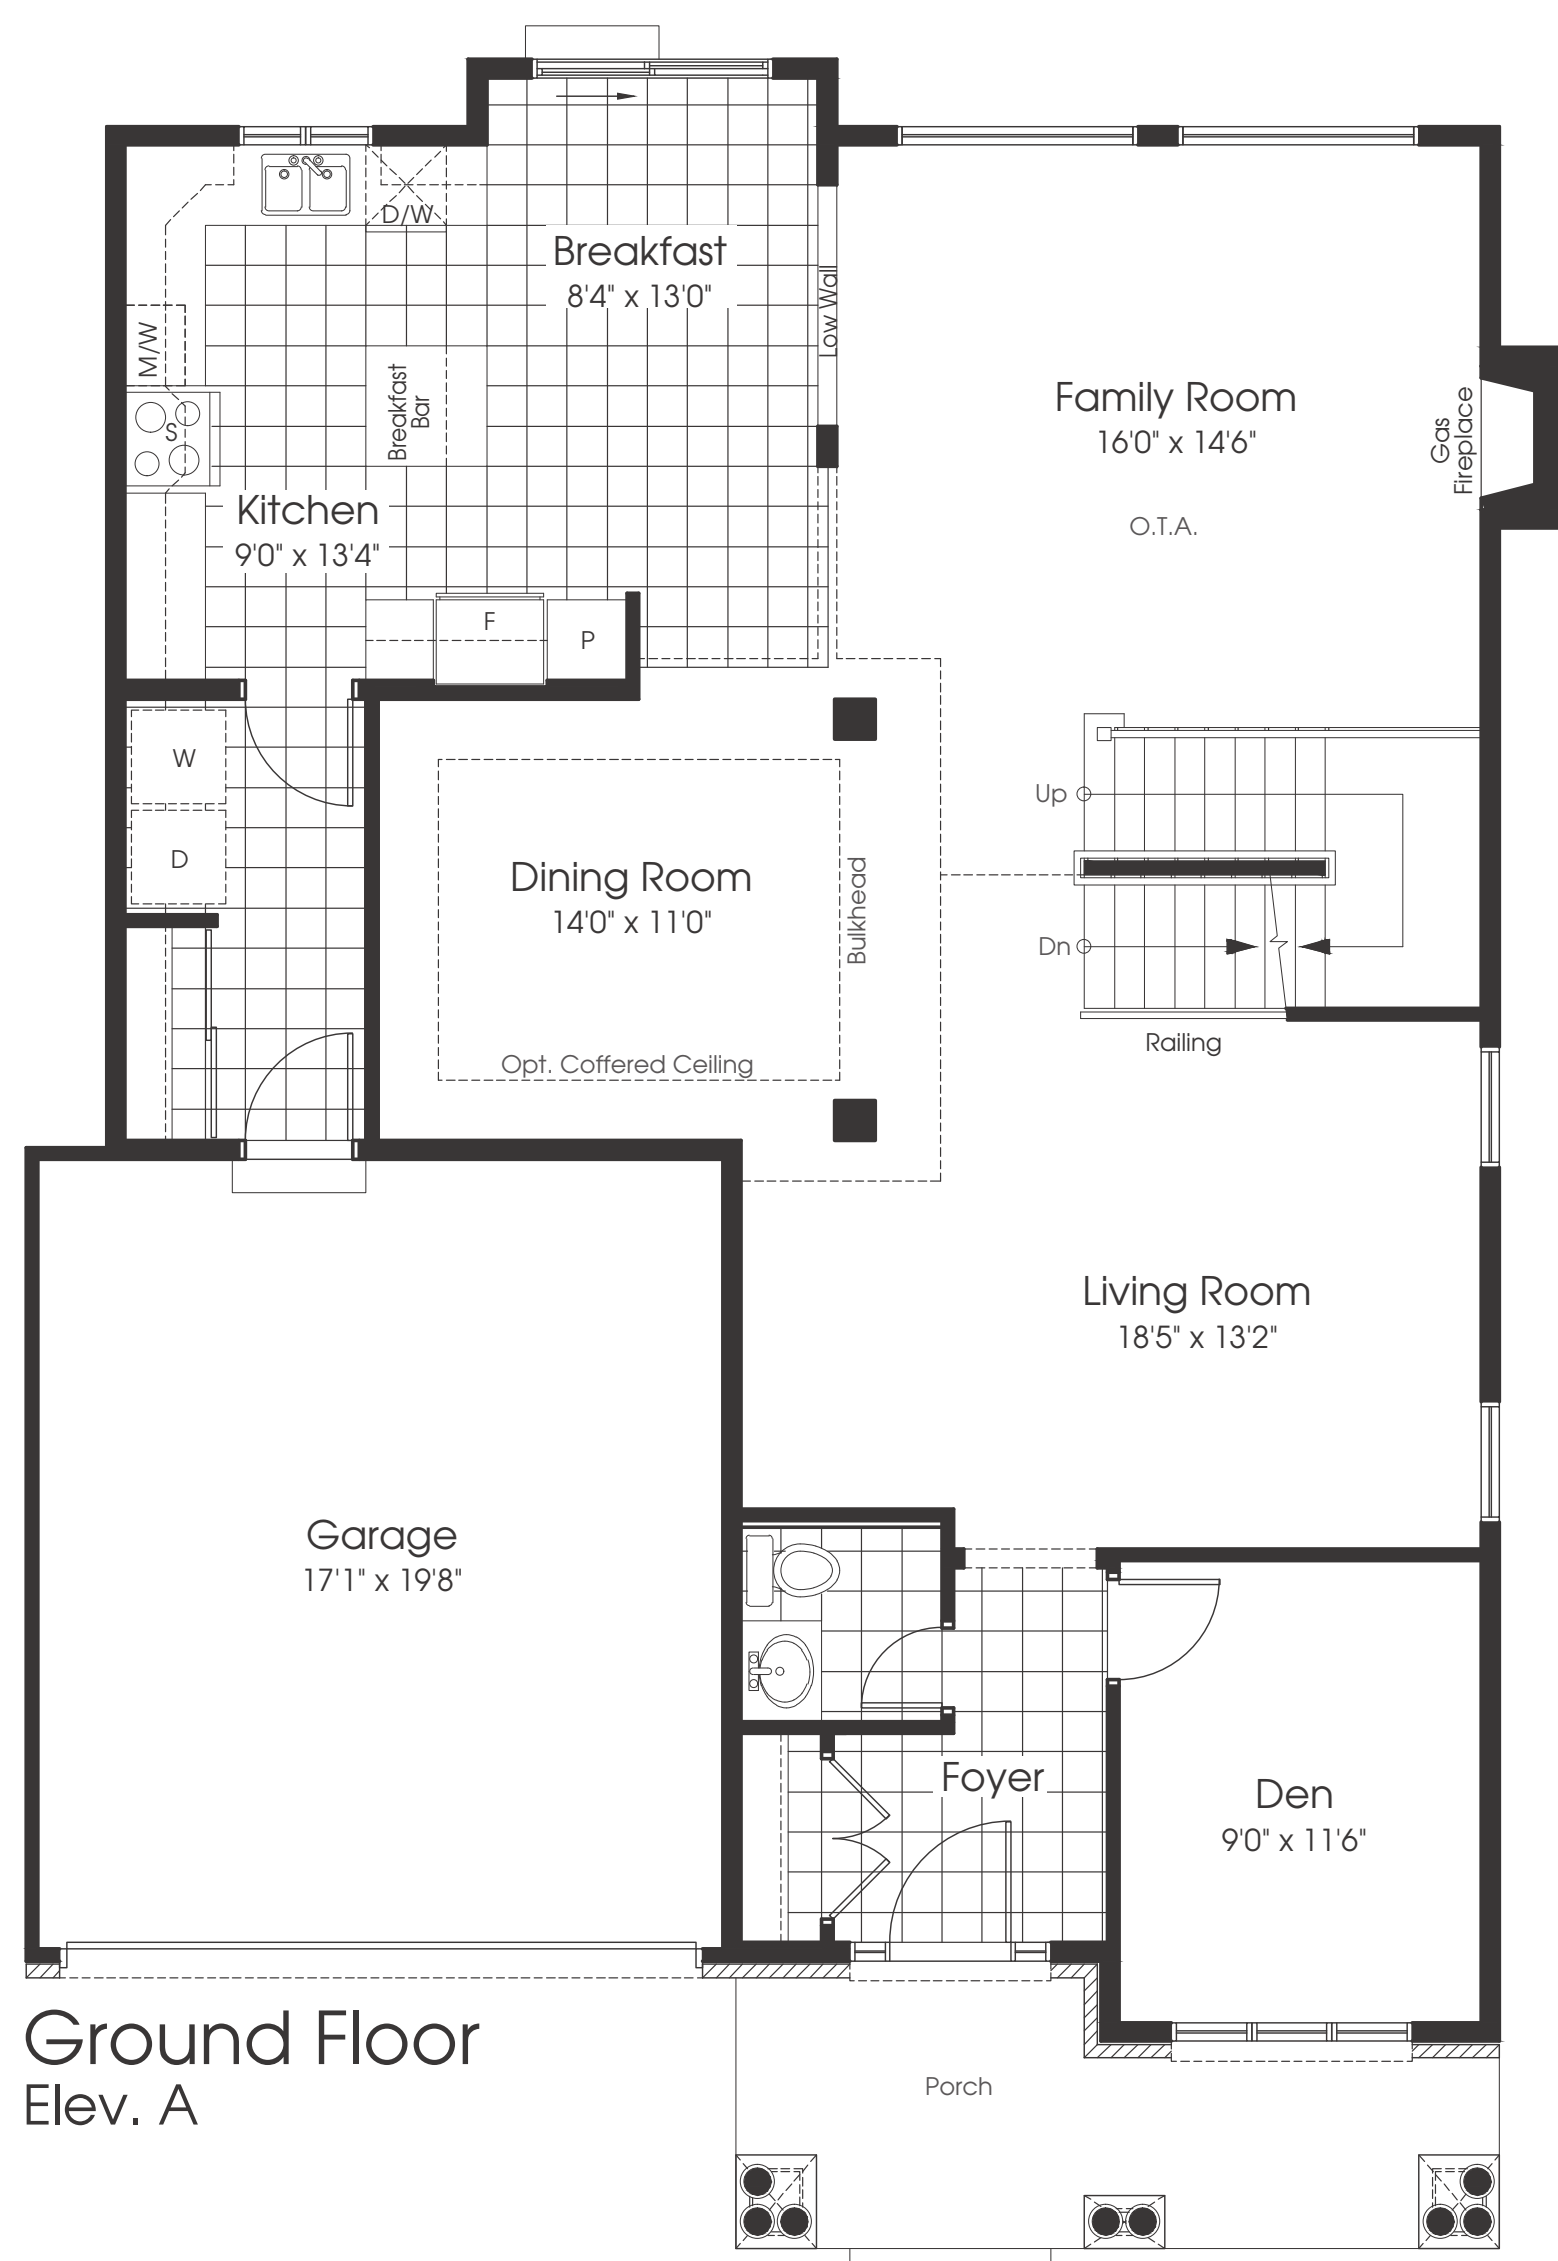 D/W
Breakfast
8'4" x 13'0"
Low Wall
M/W
Breakfast
Bar
S
Family Room
16'0" x 14'6"
Gas
Fireplace
O.T.A.
Kitchen
9'0" x 13'4"
F
P
W
D
Up
Dining Room
14'0" x 11'0"
Bulkhead
Dn
Railing
Opt. Coffered Ceiling
Living Room
18'5" x 13'2"
Garage
17'1" x 19'8"
Foyer
Den
9'0" x 11'6"
Ground Floor
Elev. A
Porch